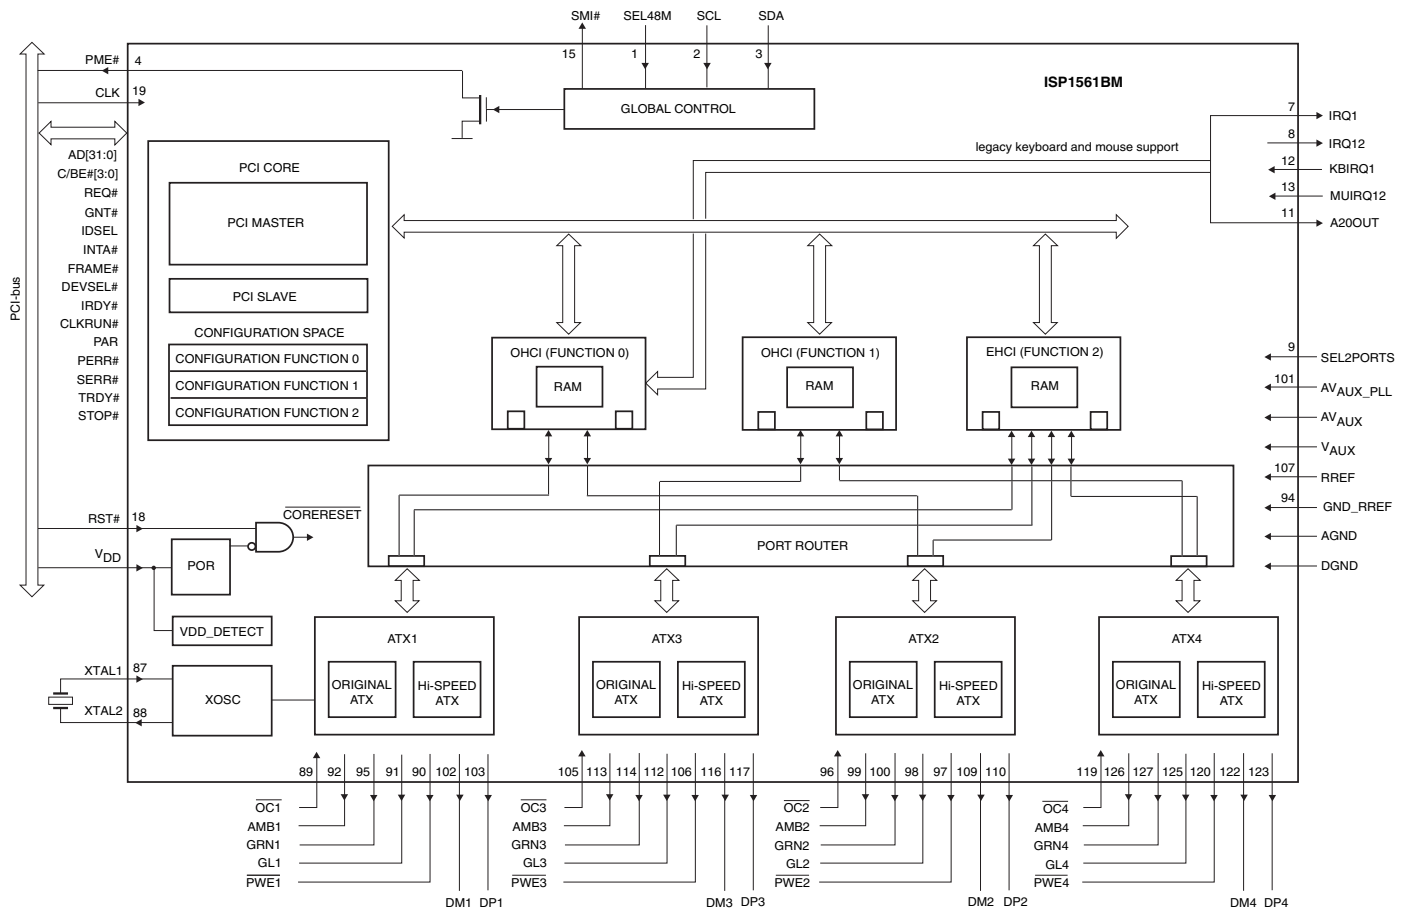 SMI# SEL48M SCL SDA
15 1 2 3
PME# 4
CLK 19
ISP1561BM
GLOBAL CONTROL
7 IRQ1
8 IRQ12
12 KBIRQ1
13 MUIRQ12
11 A20OUT
legacy keyboard and mouse support
PCI-bus
AD[31:0]
C/BE#[3:0]
REQ#
GNT#
IDSEL
INTA#
FRAME#
DEVSEL#
IRDY#
CLKRUN#
PAR
PERR#
SERR#
TRDY#
STOP#
PCI CORE
PCI MASTER
PCI SLAVE
CONFIGURATION SPACE
CONFIGURATION FUNCTION 0
CONFIGURATION FUNCTION 1
CONFIGURATION FUNCTION 2
OHCI (FUNCTION 0)
RAM
OHCI (FUNCTION 1)
RAM
EHCI (FUNCTION 2)
RAM
9 SEL2PORTS
101 AVAUX_PLL
AVAUX
VAUX
107 RREF
94 GND_RREF
AGND
DGND
RST# 18
CORERESET
VDD
POR
PORT ROUTER
VDD_DETECT
XTAL1 87
XTAL2 88
XOSC
ATX1
ORIGINAL ATX
Hi-SPEED ATX
ATX3
ORIGINAL ATX
Hi-SPEED ATX
ATX2
ORIGINAL ATX
Hi-SPEED ATX
ATX4
ORIGINAL ATX
Hi-SPEED ATX
89 92 95 91 90 102 103
105 113 114 112 106 116 117
96 99 100 98 97 109 110
119 126 127 125 120 122 123
OC1
AMB1
GRN1
GL1
PWE1
DM1 DP1
OC3
AMB3
GRN3
GL3
PWE3
DM3 DP3
OC2
AMB2
GRN2
GL2
PWE2
DM2 DP2
OC4
AMB4
GRN4
GL4
PWE4
DM4 DP4